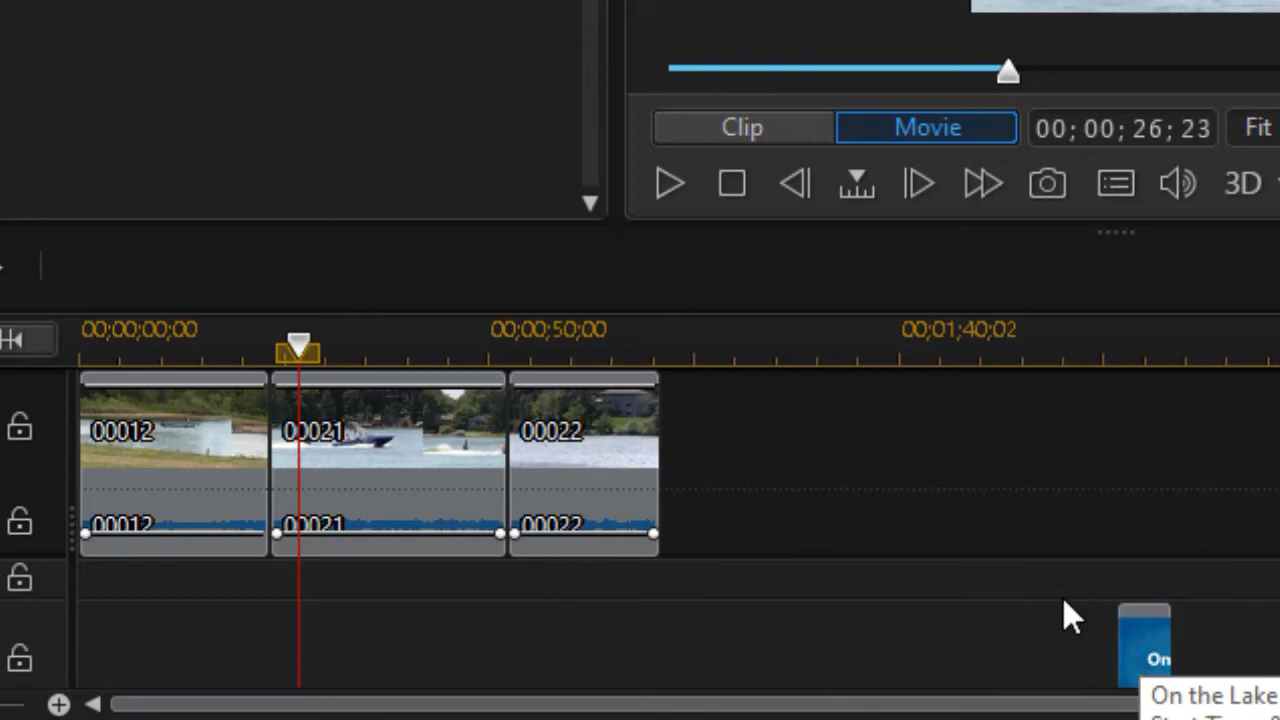 Clip Movie 00; 00; 26; 23 Fit
3D
00;00;00;00 00;00;50;00 00;01;40;02
00012 00021 00022
00012 00021 00022
On
On the Lake